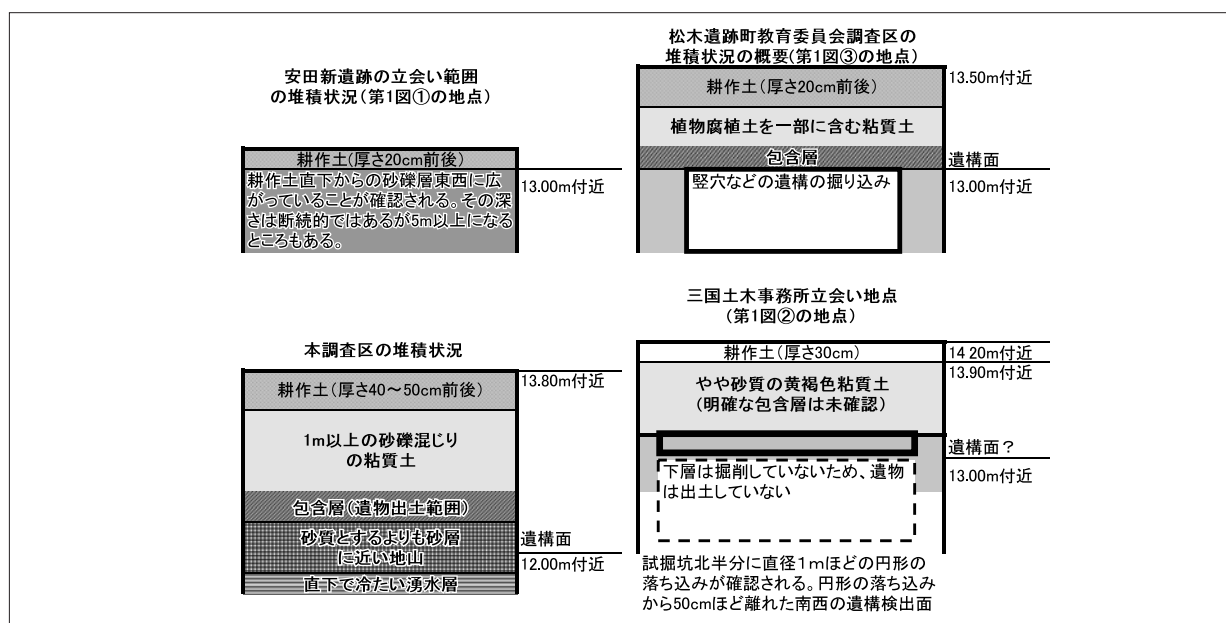 安田新遺跡の立会い範囲
の堆積状況(第1図①の地点)
耕作土(厚さ20cm前後)
13.00m付近
耕作土直下からの砂礫層東西に広
がっていることが確認される。その深
さは断続的ではあるが5m以上になる
ところもある。
松木遺跡町教育委員会調査区の
堆積状況の概要(第1図③の地点)
13.50m付近
耕作土(厚さ20cm前後)
植物腐植土を一部に含む粘質土
包含層
遺構面
13.00m付近
竪穴などの遺構の掘り込み
本調査区の堆積状況
13.80m付近
耕作土(厚さ40〜50cm前後)
1m以上の砂礫混じり
の粘質土
包含層(遺物出土範囲)
砂質とするよりも砂層
に近い地山
遺構面
12.00m付近
直下で冷たい湧水層
三国土木事務所立会い地点
(第1図②の地点)
耕作土(厚さ30cm)
14 20m付近
13.90m付近
やや砂質の黄褐色粘質土
(明確な包含層は未確認)
遺構面？
13.00m付近
下層は掘削していないため、遺物
は出土していない
試掘坑北半分に直径1mほどの円形の
落ち込みが確認される。円形の落ち込み
から50cmほど離れた南西の遺構検出面